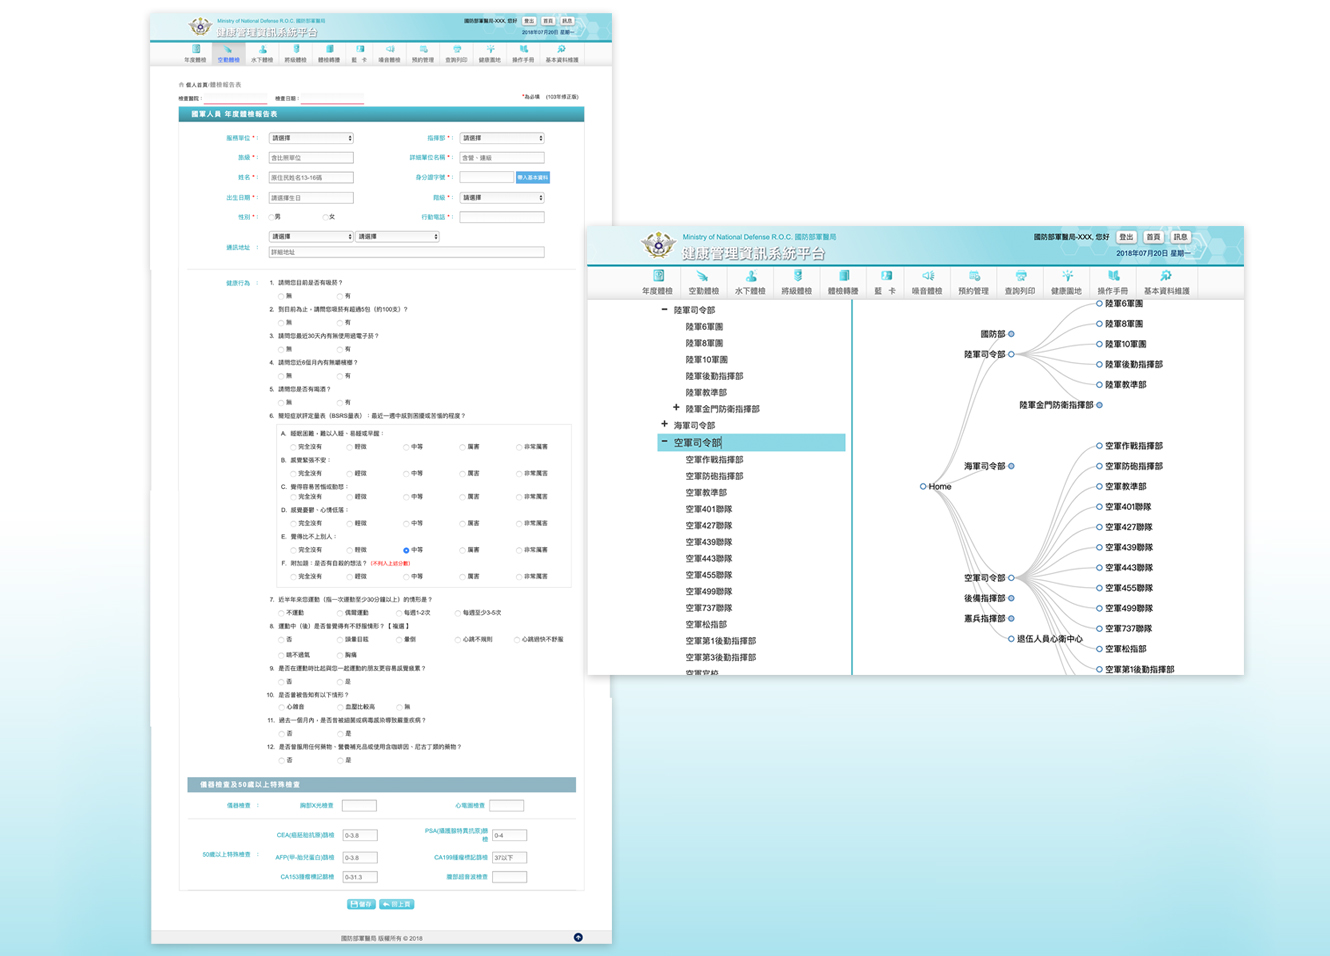 Ministry of National Defense R.O.C. 國防部軍醫局
健康管理資訊系統平台
國防部軍醫局-XXX, 您好
登出
首頁
訊息
2018年07月20日 星期一
年度體檢
空勤體檢
水下體檢
將級體檢
體檢轉腰
藍 卡
噪音體檢
預約管理
查詢列印
健康園地
操作手冊
基本資料維護
個人首頁/體檢報告表
檢查醫院：
檢查日期：
*為必填 (103年修正版)
國軍人員 年度體檢報告表
服務單位 *： 請選擇
指揮部 *： 請選擇
旅級 *： 含比照單位
詳細單位名稱 *： 含營、連級
姓名 *： 原住民姓名13-16碼
身分證字號 *： 帶入基本資料
出生日期 *： 請選擇生日
階級 *： 請選擇
性別 *： 男 女
行動電話 *：
通訊地址 ： 請選擇 請選擇
詳細地址
健康行為 ： 1. 請問您目前是否有吸菸？
無 有
2. 到目前為止，請問您吸菸有超過5包（約100支）？
無 有
3. 請問您最近30天內有無使用過電子菸？
無 有
4. 請問您近6個月內有無嚼檳榔？
無 有
5. 請問您是否有喝酒？
無 有
6. 簡短症狀評定量表（BSRS量表）：最近一週中感到困擾或苦惱的程度？
A. 睡眠困難，難以入睡、易睡或早醒：
完全沒有 輕微 中等 厲害 非常厲害
B. 感覺緊張不安：
完全沒有 輕微 中等 厲害 非常厲害
C. 覺得容易苦惱或動怒：
完全沒有 輕微 中等 厲害 非常厲害
D. 感覺憂鬱、心情低落：
完全沒有 輕微 中等 厲害 非常厲害
E. 覺得比不上別人：
完全沒有 輕微 中等 厲害 非常厲害
F. 附加題：是否有自殺的想法？（不列入上述分數）
完全沒有 輕微 中等 厲害 非常厲害
7. 近半年來您運動（指一次運動至少30分鐘以上）的情形是？
不運動 偶爾運動 每週1-2次 每週至少3-5次
8. 運動中（後）是否曾覺得有不舒服情形？【 複選 】
否 頭暈目眩 暈倒 心跳不規則 心跳過快不舒服
喘不過氣 胸痛
9. 是否在運動時比起與您一起運動的朋友更容易感覺疲累？
否 是
10. 是否曾被告知有以下情形？
心雜音 血壓比較高 無
11. 過去一個月內，是否曾被細菌或病毒感染導致嚴重疾病？
否 是
12. 是否曾服用任何藥物、營養補充品或使用含咖啡因、尼古丁類的藥物？
否 是
儀器檢查及50歲以上特殊檢查
儀器檢查 ： 胸部X光檢查 心電圖檢查
50歲以上特殊檢查 ：
CEA(癌胚胎抗原)篩檢 0-3.8
PSA(攝護腺特異抗原)篩檢 0-4
AFP(甲-胎兒蛋白)篩檢 0-3.8
CA199腫瘤標記篩檢 37以下
CA153腫瘤標記篩檢 0-31.3
腹部超音波檢查
儲存
回上頁
國防部軍醫局 版權所有 © 2018
Ministry of National Defense R.O.C. 國防部軍醫局
健康管理資訊系統平台
國防部軍醫局-XXX, 您好
登出
首頁
訊息
2018年07月20日 星期一
年度體檢
空勤體檢
水下體檢
將級體檢
體檢轉腰
藍 卡
噪音體檢
預約管理
查詢列印
健康園地
操作手冊
基本資料維護
陸軍司令部
陸軍6軍團
陸軍8軍團
陸軍10軍團
陸軍後勤指揮部
陸軍教準部
陸軍金門防衛指揮部
海軍司令部
空軍司令部
空軍作戰指揮部
空軍防砲指揮部
空軍教準部
空軍401聯隊
空軍427聯隊
空軍439聯隊
空軍443聯隊
空軍455聯隊
空軍499聯隊
空軍737聯隊
空軍松指部
空軍第1後勤指揮部
空軍第3後勤指揮部
空軍官校
Home
國防部
陸軍司令部
陸軍6軍團
陸軍8軍團
陸軍10軍團
陸軍後勤指揮部
陸軍教準部
陸軍金門防衛指揮部
海軍司令部
空軍司令部
空軍作戰指揮部
空軍防砲指揮部
空軍教準部
空軍401聯隊
空軍427聯隊
空軍439聯隊
空軍443聯隊
空軍455聯隊
空軍499聯隊
空軍737聯隊
空軍松指部
空軍第1後勤指揮部
後備指揮部
憲兵指揮部
退伍人員心衛中心